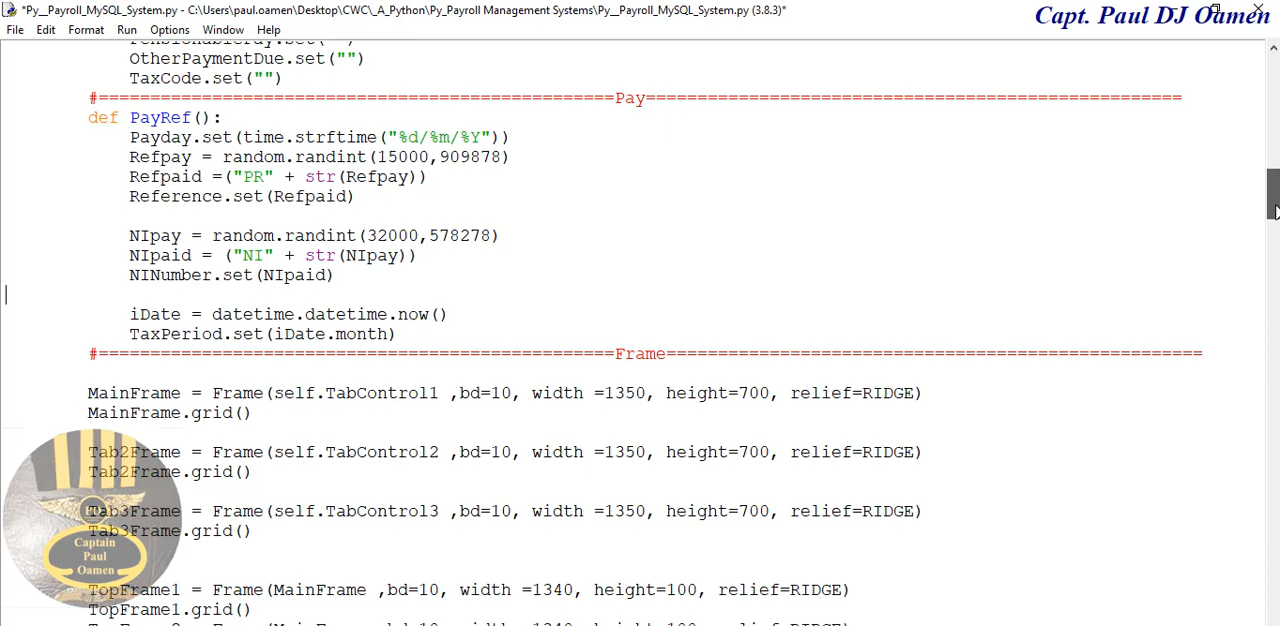 *Py__Payroll_MySQL_System.py - C:\Users\paul.oamen\Desktop\CWC\_A_Python\Py_Payroll Management Systems\Py__Payroll_MySQL_System.py (3.8.3)*
Capt. Paul DJ Oamen
File Edit Format Run Options Window Help
OtherPaymentDue.set("")
TaxCode.set("")
#===================================================Pay====================================================
def PayRef():
Payday.set(time.strftime("%d/%m/%Y"))
Refpay = random.randint(15000,909878)
Refpaid =("PR" + str(Refpay))
Reference.set(Refpaid)
NIpay = random.randint(32000,578278)
NIpaid = ("NI" + str(NIpay))
NINumber.set(NIpaid)
iDate = datetime.datetime.now()
TaxPeriod.set(iDate.month)
#===================================================Frame====================================================
MainFrame = Frame(self.TabControl1 ,bd=10, width =1350, height=700, relief=RIDGE)
MainFrame.grid()
Tab2Frame = Frame(self.TabControl2 ,bd=10, width =1350, height=700, relief=RIDGE)
Tab2Frame.grid()
Tab3Frame = Frame(self.TabControl3 ,bd=10, width =1350, height=700, relief=RIDGE)
Tab3Frame.grid()
Captain
Paul
Oamen
TopFrame1 = Frame(MainFrame ,bd=10, width =1340, height=100, relief=RIDGE)
TopFrame1.grid()